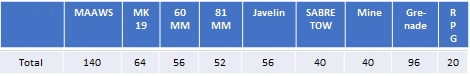 MAAWS MK 19 60 MM 81 MM Javelin SABRE TOW Mine Gre-nade R P G
Total 140 64 56 52 56 40 40 96 20